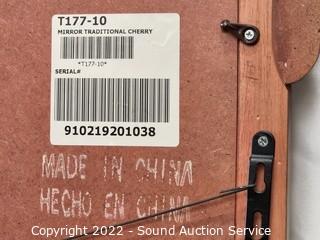 T177-10
MIRROR TRADITIONAL CHERRY
*T177-10*
SERIAL#
910219201038
MADE IN CHINA
HECHO EN CHINA
Copyright 2022 - Sound Auction Service